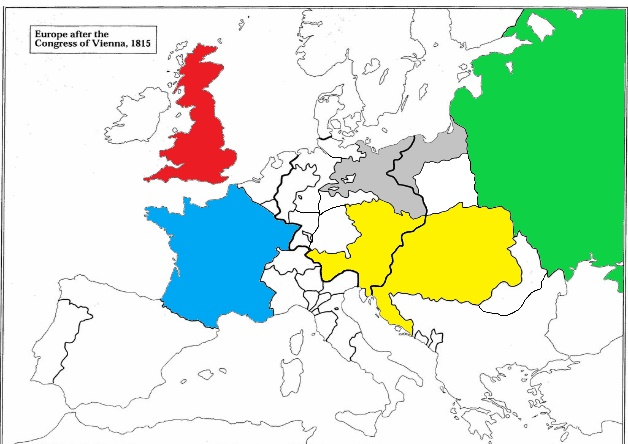 Europe after the
Congress of Vienna, 1815